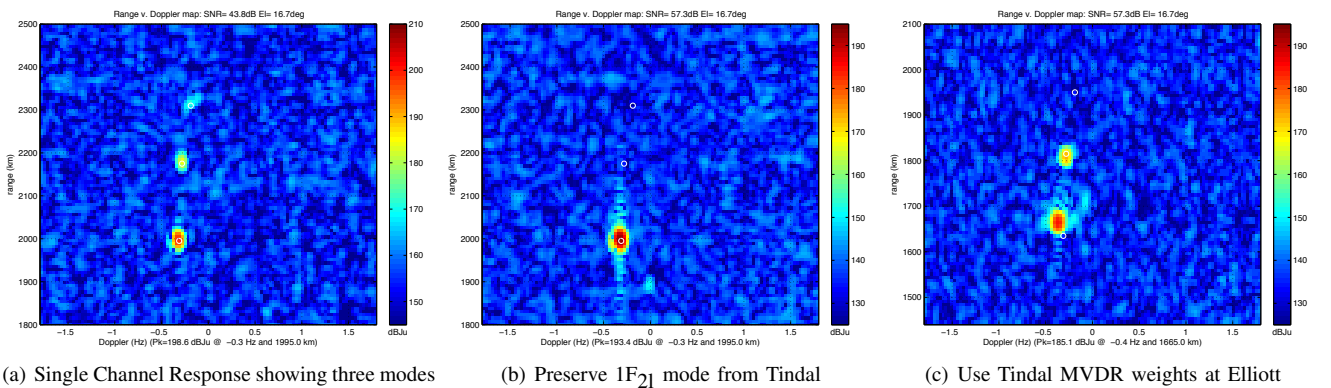 Range v. Doppler map: SNR= 43.8dB El= 16.7deg
2500
2400
2300
2200
2100
2000
1900
1800
range (km)
−1.5 −1 −0.5 0 0.5 1 1.5
Doppler (Hz) (Pk=198.6 dBJu @ −0.3 Hz and 1995.0 km)
210
200
190
180
170
160
150
dBJu
(a) Single Channel Response showing three modes
Range v. Doppler map: SNR= 57.3dB El= 16.7deg
2500
2400
2300
2200
2100
2000
1900
1800
range (km)
−1.5 −1 −0.5 0 0.5 1 1.5
Doppler (Hz) (Pk=193.4 dBJu @ −0.3 Hz and 1995.0 km)
190
180
170
160
150
140
130
dBJu
(b) Preserve 1F2l mode from Tindal
Range v. Doppler map: SNR= 57.3dB El= 16.7deg
2100
2000
1900
1800
1700
1600
1500
range (km)
−1.5 −1 −0.5 0 0.5 1 1.5
Doppler (Hz) (Pk=185.1 dBJu @ −0.4 Hz and 1665.0 km)
190
180
170
160
150
140
130
dBJu
(c) Use Tindal MVDR weights at Elliott